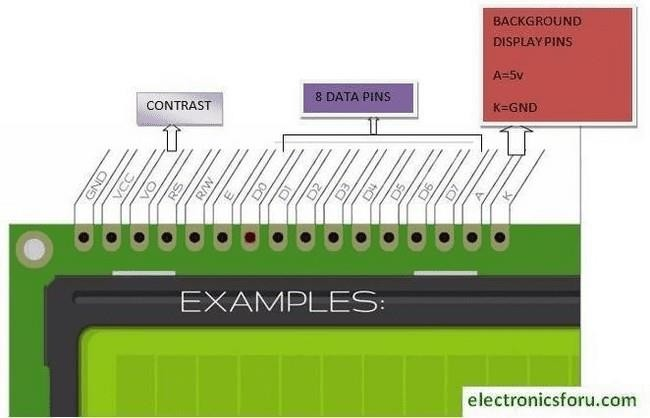 BACKGROUND
DISPLAY PINS
A=5v
K=GND
8 DATA PINS
CONTRAST
GND
VCC
VO
RS
R/W
E
D0
D1
D2
D3
D4
D5
D6
D7
A
K
EXAMPLES:
electronicsforu.com